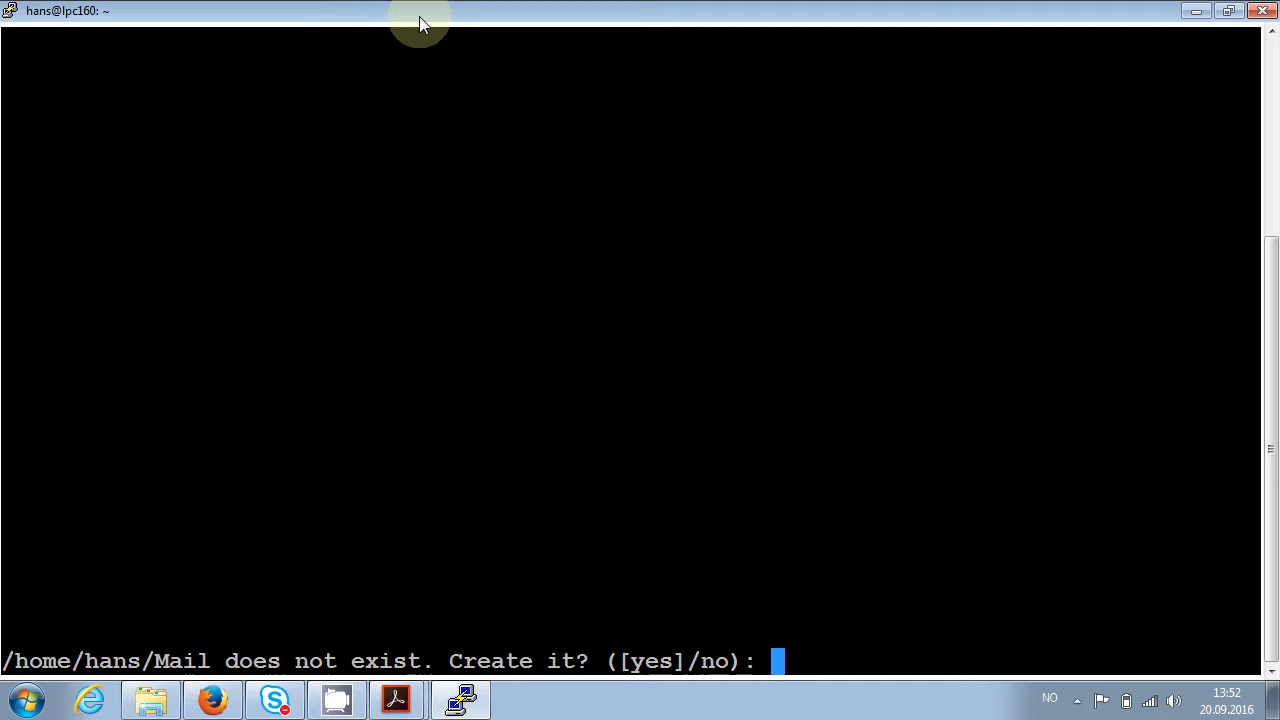 hans@lpc160: ~
/home/hans/Mail does not exist. Create it? ([yes]/no):
NO
13:52
20.09.2016